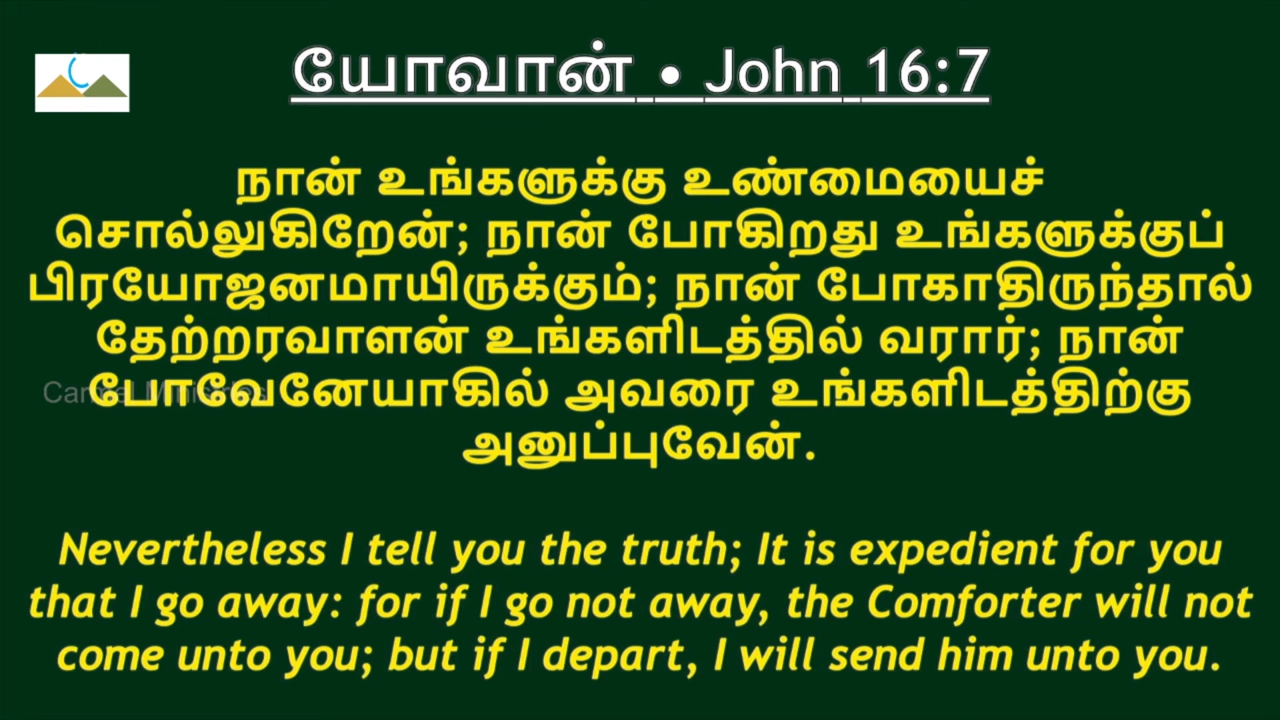 யோவான் • John 16:7
நான் உங்களுக்கு உண்மையைச்
சொல்லுகிறேன்; நான் போகிறது உங்களுக்குப்
பிரயோஜனமாயிருக்கும்; நான் போகாதிருந்தால்
தேற்றரவாளன் உங்களிடத்தில் வரார்; நான்
போவேனேயாகில் அவரை உங்களிடத்திற்கு
அனுப்புவேன்.
Carmel Ministries
Nevertheless I tell you the truth; It is expedient for you
that I go away: for if I go not away, the Comforter will not
come unto you; but if I depart, I will send him unto you.